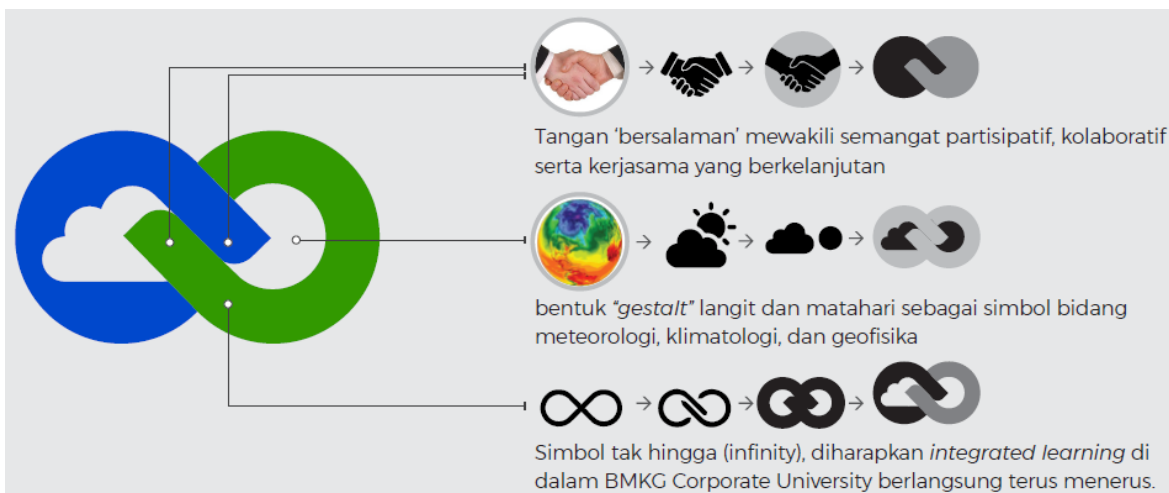 Tangan ‘bersalaman’ mewakili semangat partisipatif, kolaboratif
serta kerjasama yang berkelanjutan
bentuk “gestalt” langit dan matahari sebagai simbol bidang
meteorologi, klimatologi, dan geofisika
Simbol tak hingga (infinity), diharapkan integrated learning di
dalam BMKG Corporate University berlangsung terus menerus.